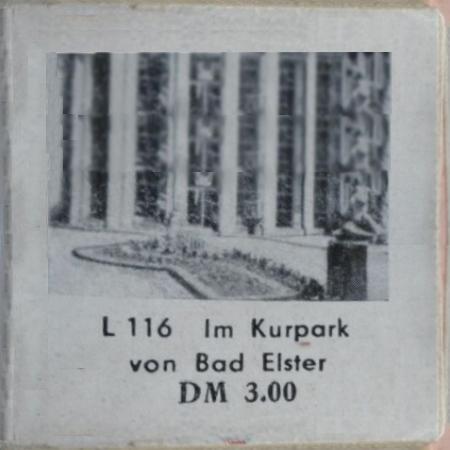 L 116 Im Kurpark
von Bad Elster
DM 3.00